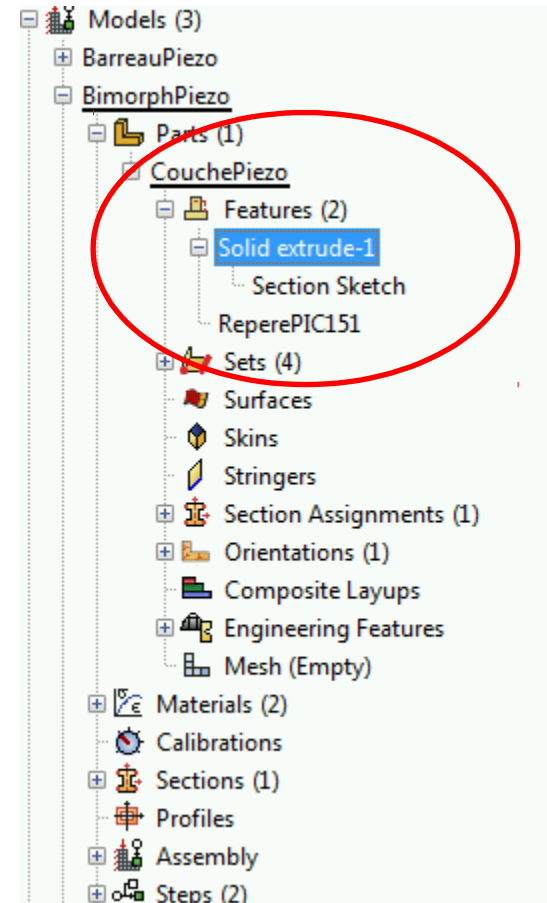 Models (3)
BarreauPiezo
BimorphPiezo
Parts (1)
CouchePiezo
Features (2)
Solid extrude-1
Section Sketch
ReperePIC151
Sets (4)
Surfaces
Skins
Stringers
Section Assignments (1)
Orientations (1)
Composite Layups
Engineering Features
Mesh (Empty)
Materials (2)
Calibrations
Sections (1)
Profiles
Assembly
Steps (2)